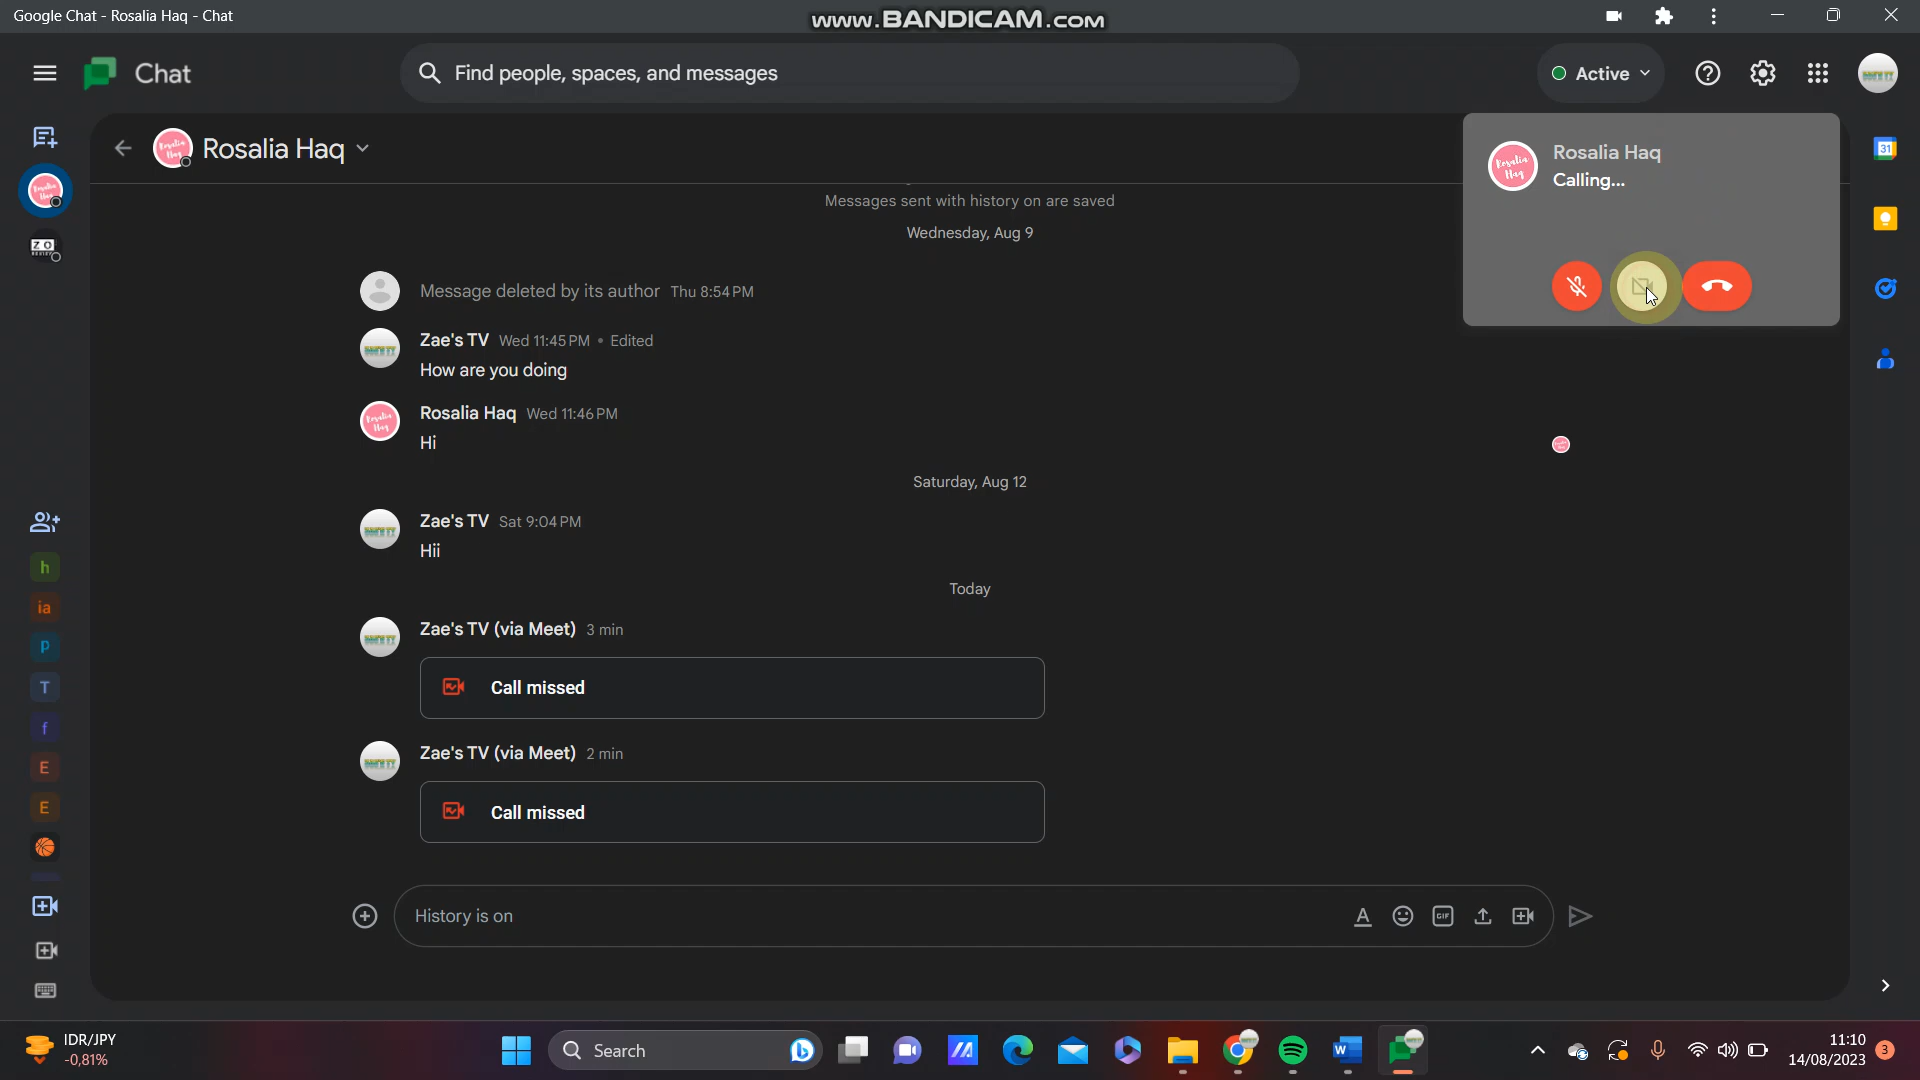 Google Chat - Rosalia Haq - Chat
www.BANDICAM.COM
Chat
Find people, spaces, and messages
Active
Rosalia Haq
Rosalia Haq
Calling...
31
Messages sent with history on are saved
Wednesday, Aug 9
Message deleted by its author Thu 8:54 PM
Zae's TV Wed 11:45 PM • Edited
How are you doing
Rosalia Haq Wed 11:46 PM
Hi
Saturday, Aug 12
Zae's TV Sat 9:04 PM
Hii
Today
Zae's TV (via Meet) 3 min
Call missed
Zae's TV (via Meet) 2 min
Call missed
h
ia
p
T
f
E
E
History is on
GIF
IDR/JPY
-0,81%
Search
11:10
14/08/2023
3